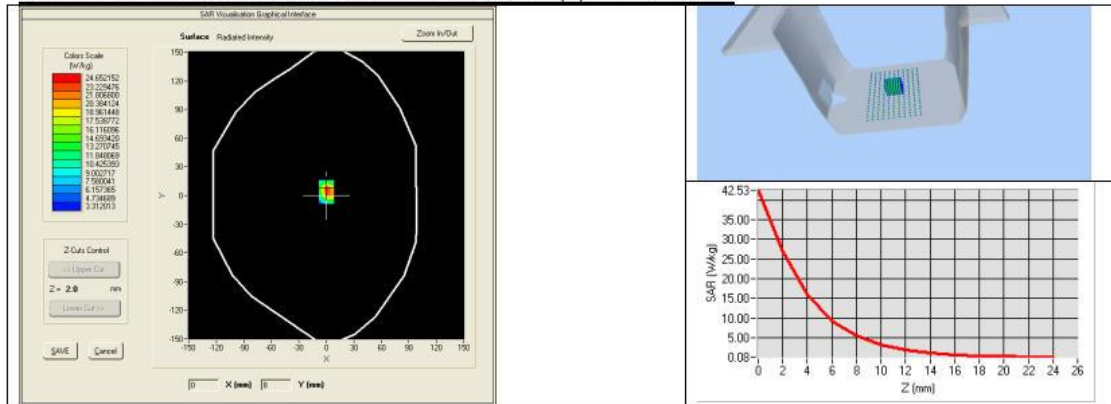 SAR Visualisation Graphical Interface
Surface Radiated Intensity
Zoom In/Out
Colors Scale
(W/kg)
24.652152
23.229476
21.806800
20.384124
18.961448
17.538772
16.116096
14.693420
13.270745
11.848069
10.425393
9.002717
7.580041
6.157365
4.734689
3.312013
150
120
90
60
30
0
-30
-60
-90
-120
-150
Y
-150 -120 -90 -60 -30 0 30 60 90 120 150
X
Z-Cuts Control
<< Upper Cut
Z = 2.0 mm
Lower Cut >>
SAVE Cancel
0 X (mm) 8 Y (mm)
42.53
35.00
30.00
25.00
20.00
15.00
10.00
5.00
0.08
SAR (W/kg)
0 2 4 6 8 10 12 14 16 18 20 22 24 26
Z (mm)